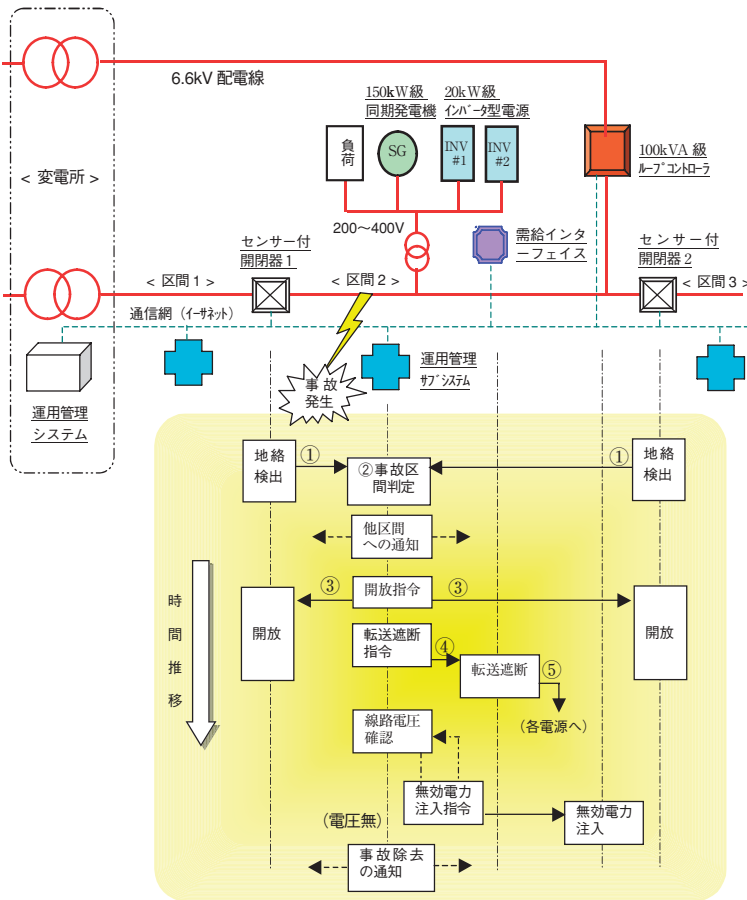 6.6kV 配電線
150kW級
同期発電機
20kW級
インバータ型電源
負荷
SG
INV
#1
INV
#2
100kVA 級
ループコントローラ
< 変電所 >
200～400V
需給インタ
ーフェイス
センサー付
開閉器 1
センサー付
開閉器 2
< 区間 1 >
< 区間 2 >
< 区間 3 >
通信網（イーサネット）
運用管理
システム
事故
発生
運用管理
サブシステム
地絡
検出
①
②事故区
間判定
①
地絡
検出
他区間
への通知
時間推移
開放
③
開放指令
③
開放
転送遮断
指令
④
転送遮断
⑤
(各電源へ)
線路電圧
確認
無効電力
注入指令
無効電力
注入
(電圧無)
事故除去
の通知